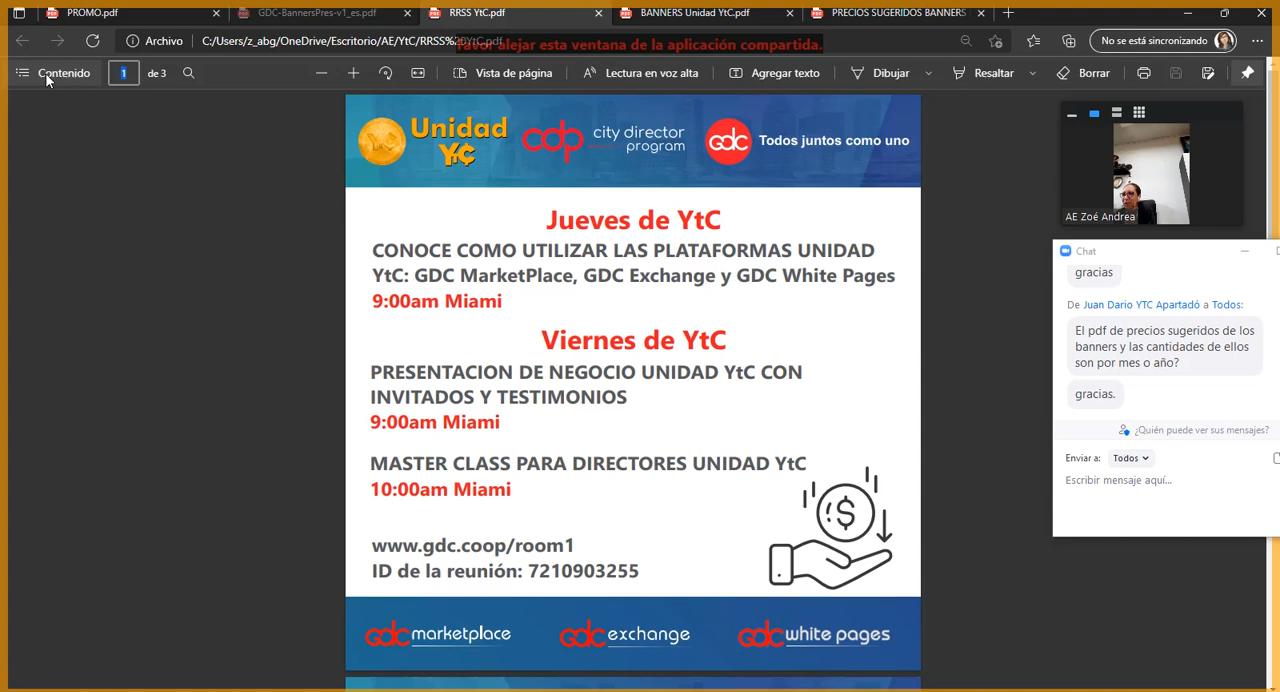 PROMO.pdf
GDC-BannersPres-v1_es.pdf
RRSS YtC.pdf
BANNERS Unidad YtC.pdf
PRECIOS SUGERIDOS BANNERS
Archivo
C:/Users/z_abg/OneDrive/Escritorio/AE/YtC/RRSS%20YtC.pdf
favor alejar esta ventana de la aplicación compartida.
No se está sincronizando
Contenido
1
de 3
Vista de página
Lectura en voz alta
Agregar texto
Dibujar
Resaltar
Borrar
Unidad
YtC
cdp city director
program
gdc Todos juntos como uno
Jueves de YtC
CONOCE COMO UTILIZAR LAS PLATAFORMAS UNIDAD
YtC: GDC MarketPlace, GDC Exchange y GDC White Pages
9:00am Miami
Viernes de YtC
PRESENTACION DE NEGOCIO UNIDAD YtC CON
INVITADOS Y TESTIMONIOS
9:00am Miami
MASTER CLASS PARA DIRECTORES UNIDAD YtC
10:00am Miami
www.gdc.coop/room1
ID de la reunión: 7210903255
gdc marketplace
gdc exchange
gdc white pages
AE Zoé Andrea
Chat
gracias
De Juan Dario YTC Apartadó a Todos:
El pdf de precios sugeridos de los
banners y las cantidades de ellos
son por mes o año?
gracias.
¿Quién puede ver sus mensajes?
Enviar a: Todos
Escribir mensaje aquí...